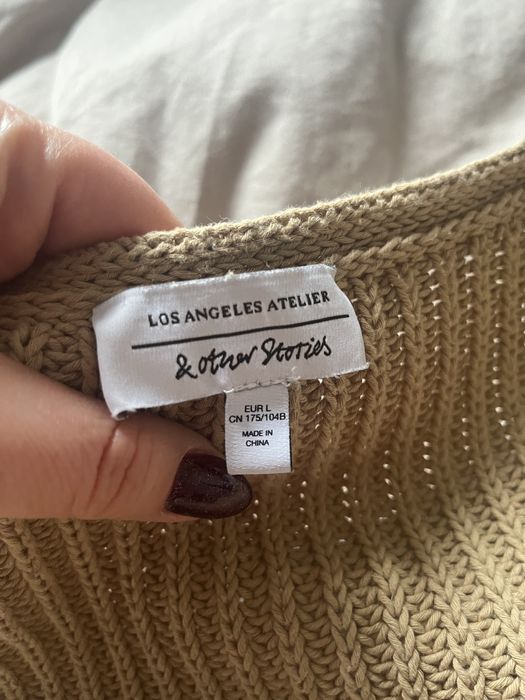 LOS ANGELES ATELIER
& other Stories
EUR L
CN 175/104B
MADE IN
CHINA